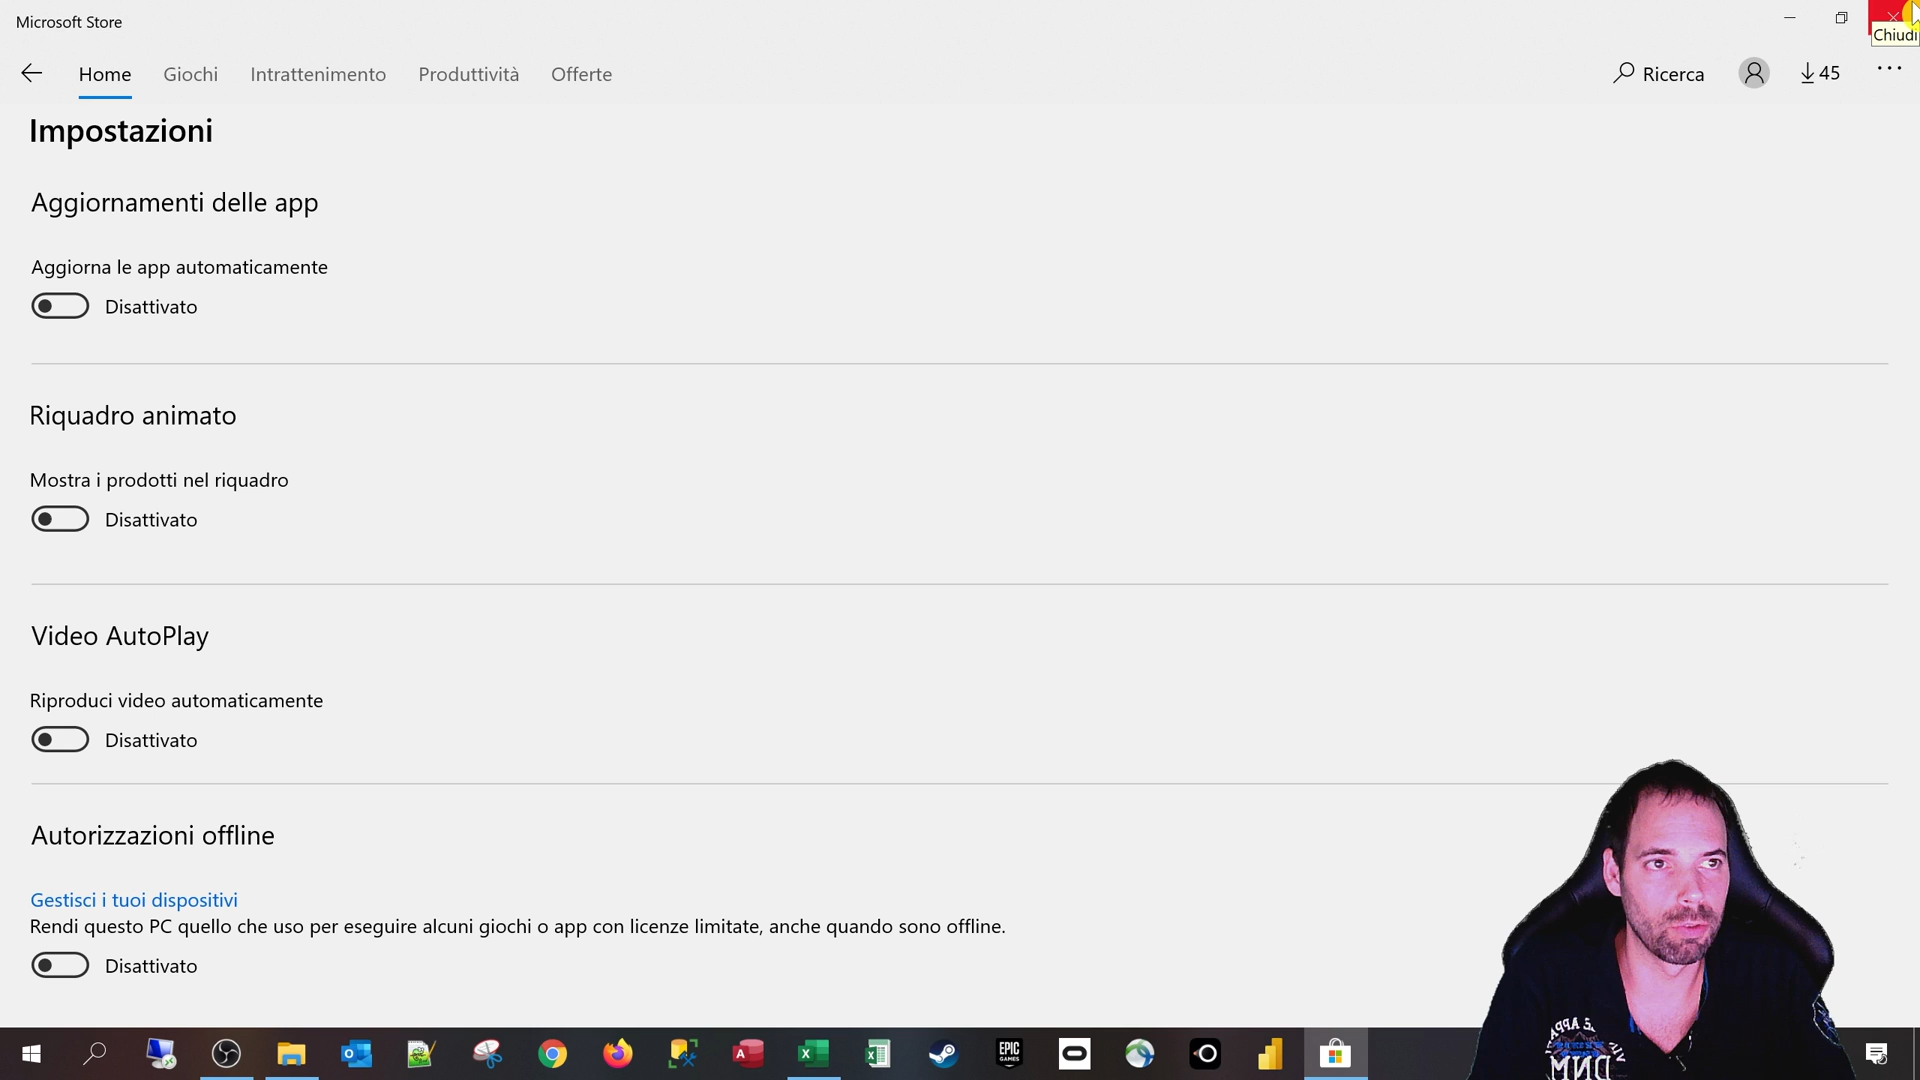 Microsoft Store
Chiudi
Home Giochi Intrattenimento Produttività Offerte
Ricerca 45
Impostazioni
Aggiornamenti delle app
Aggiorna le app automaticamente
Disattivato
Riquadro animato
Mostra i prodotti nel riquadro
Disattivato
Video AutoPlay
Riproduci video automaticamente
Disattivato
Autorizzazioni offline
Gestisci i tuoi dispositivi
Rendi questo PC quello che uso per eseguire alcuni giochi o app con licenze limitate, anche quando sono offline.
Disattivato
EPIC
GAMES